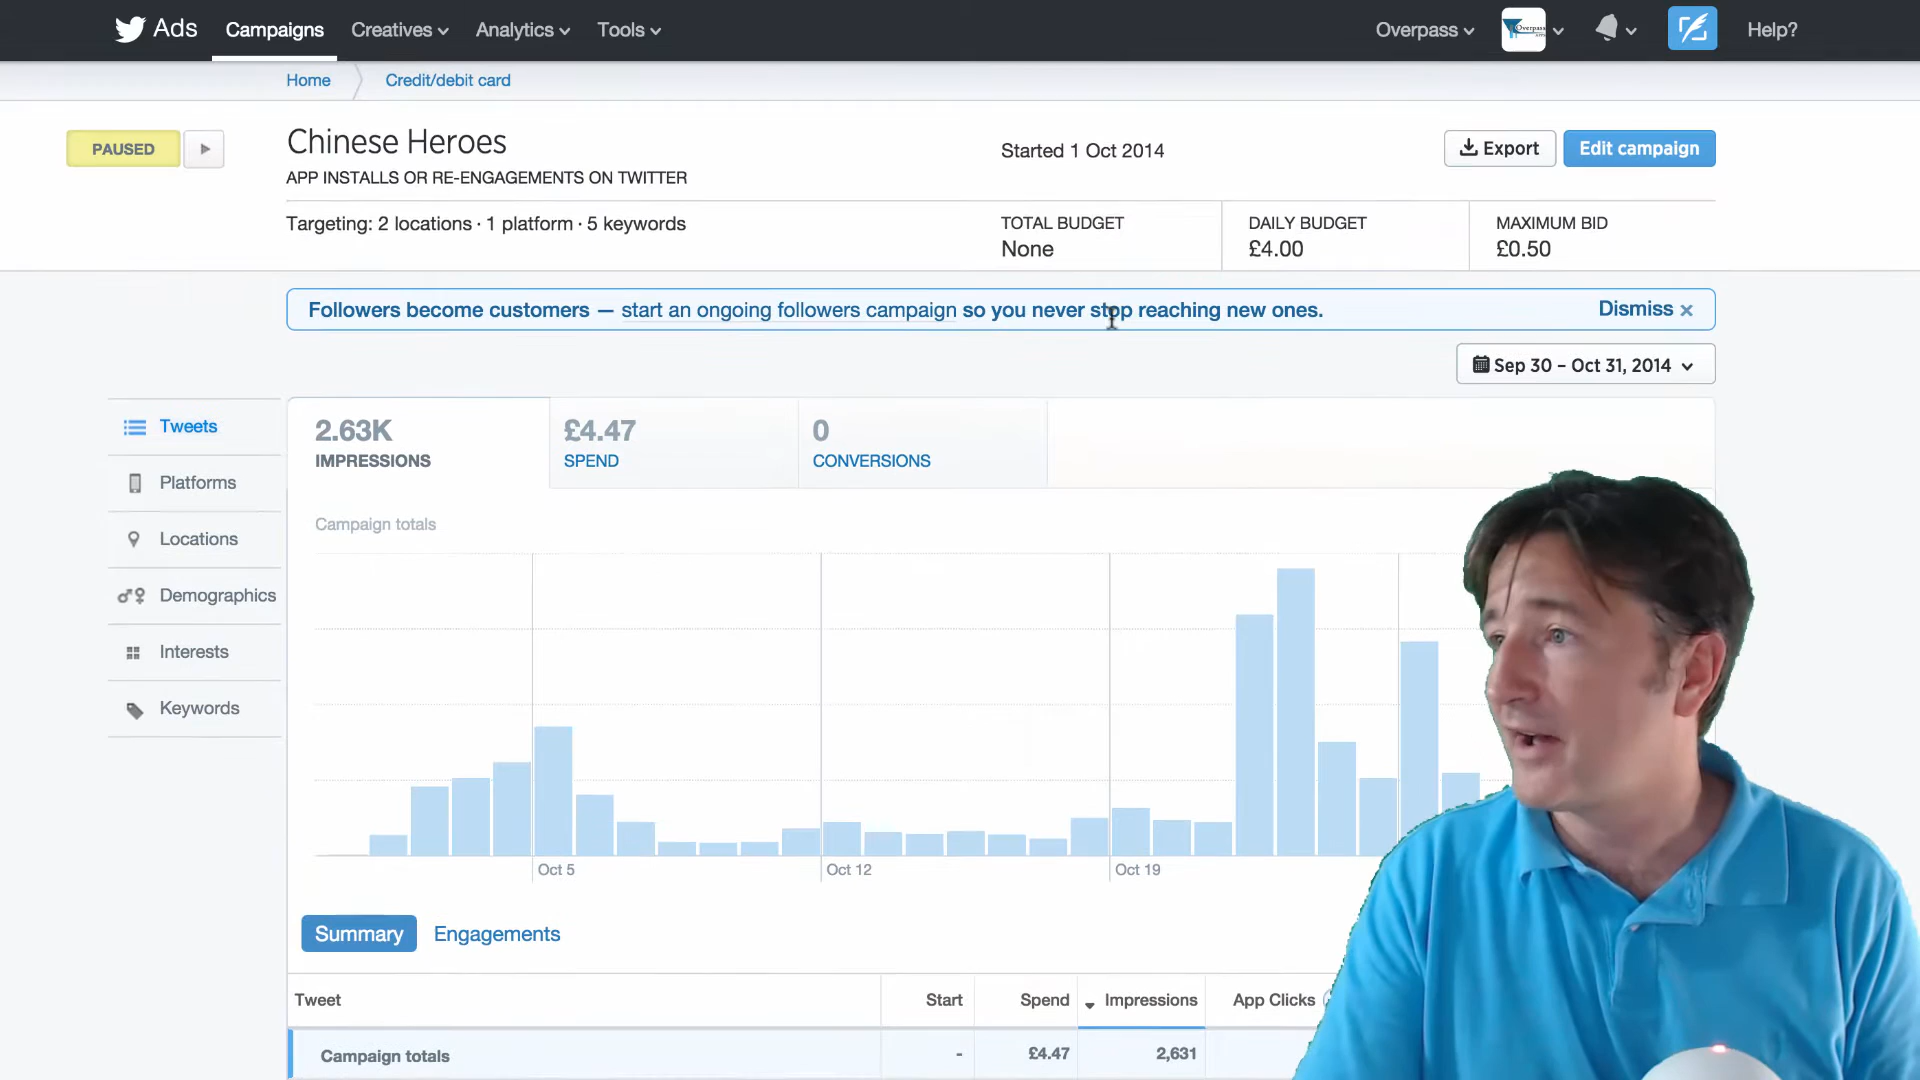 Ads Campaigns Creatives Analytics Tools Overpass Overpass Help?
Home Credit/debit card
PAUSED
Chinese Heroes
Started 1 Oct 2014
Export
Edit campaign
APP INSTALLS OR RE-ENGAGEMENTS ON TWITTER
Targeting: 2 locations · 1 platform · 5 keywords
TOTAL BUDGET
None
DAILY BUDGET
£4.00
MAXIMUM BID
£0.50
Followers become customers — start an ongoing followers campaign so you never stop reaching new ones.
Dismiss ×
Sep 30 – Oct 31, 2014
Tweets
Platforms
Locations
Demographics
Interests
Keywords
2.63K
IMPRESSIONS
£4.47
SPEND
0
CONVERSIONS
Campaign totals
Oct 5
Oct 12
Oct 19
Summary
Engagements
Tweet Start Spend Impressions App Clicks
Campaign totals - £4.47 2,631